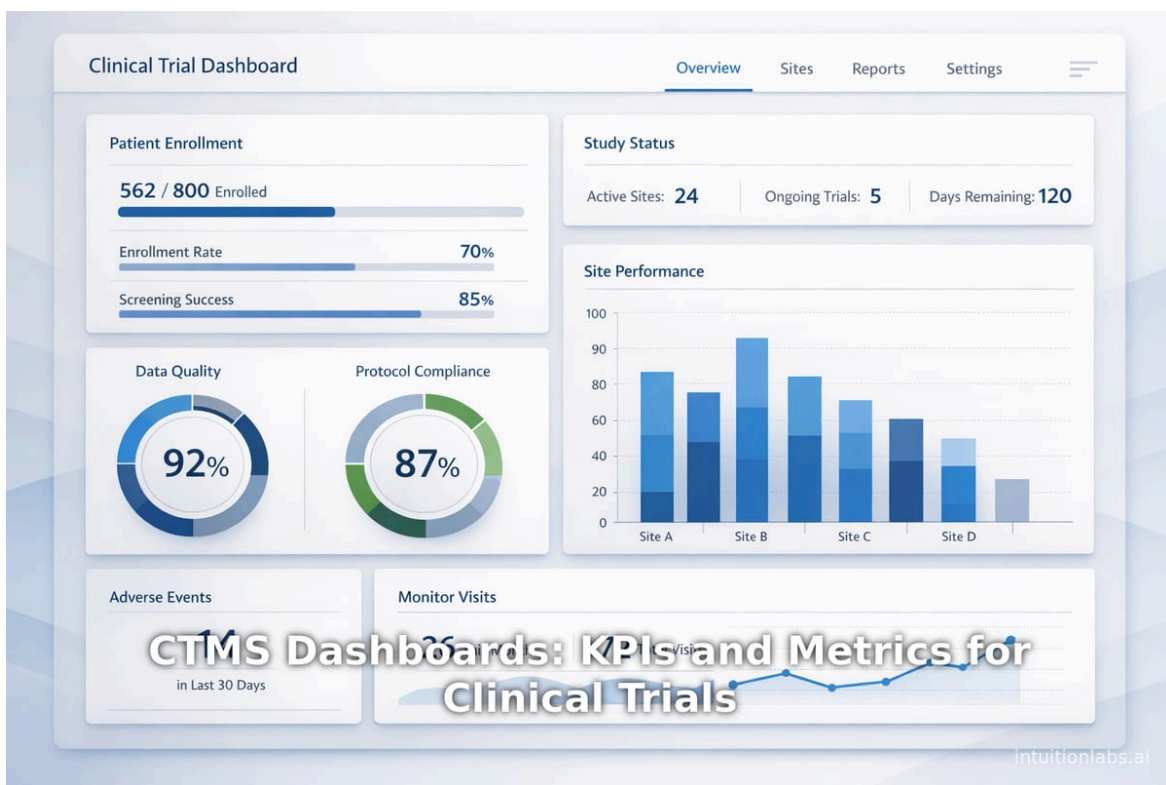 Clinical Trial Dashboard
Overview Sites Reports Settings
Patient Enrollment
562 / 800 Enrolled
Enrollment Rate 70%
Screening Success 85%
Study Status
Active Sites: 24 Ongoing Trials: 5 Days Remaining: 120
Data Quality
92%
Protocol Compliance
87%
Site Performance
100
90
80
60
40
20
0
Site A Site B Site C Site D
Adverse Events
14
in Last 30 Days
Monitor Visits
26
CTMS Dashboards: KPIs and Metrics for
Clinical Trials
intuitionlabs.ai